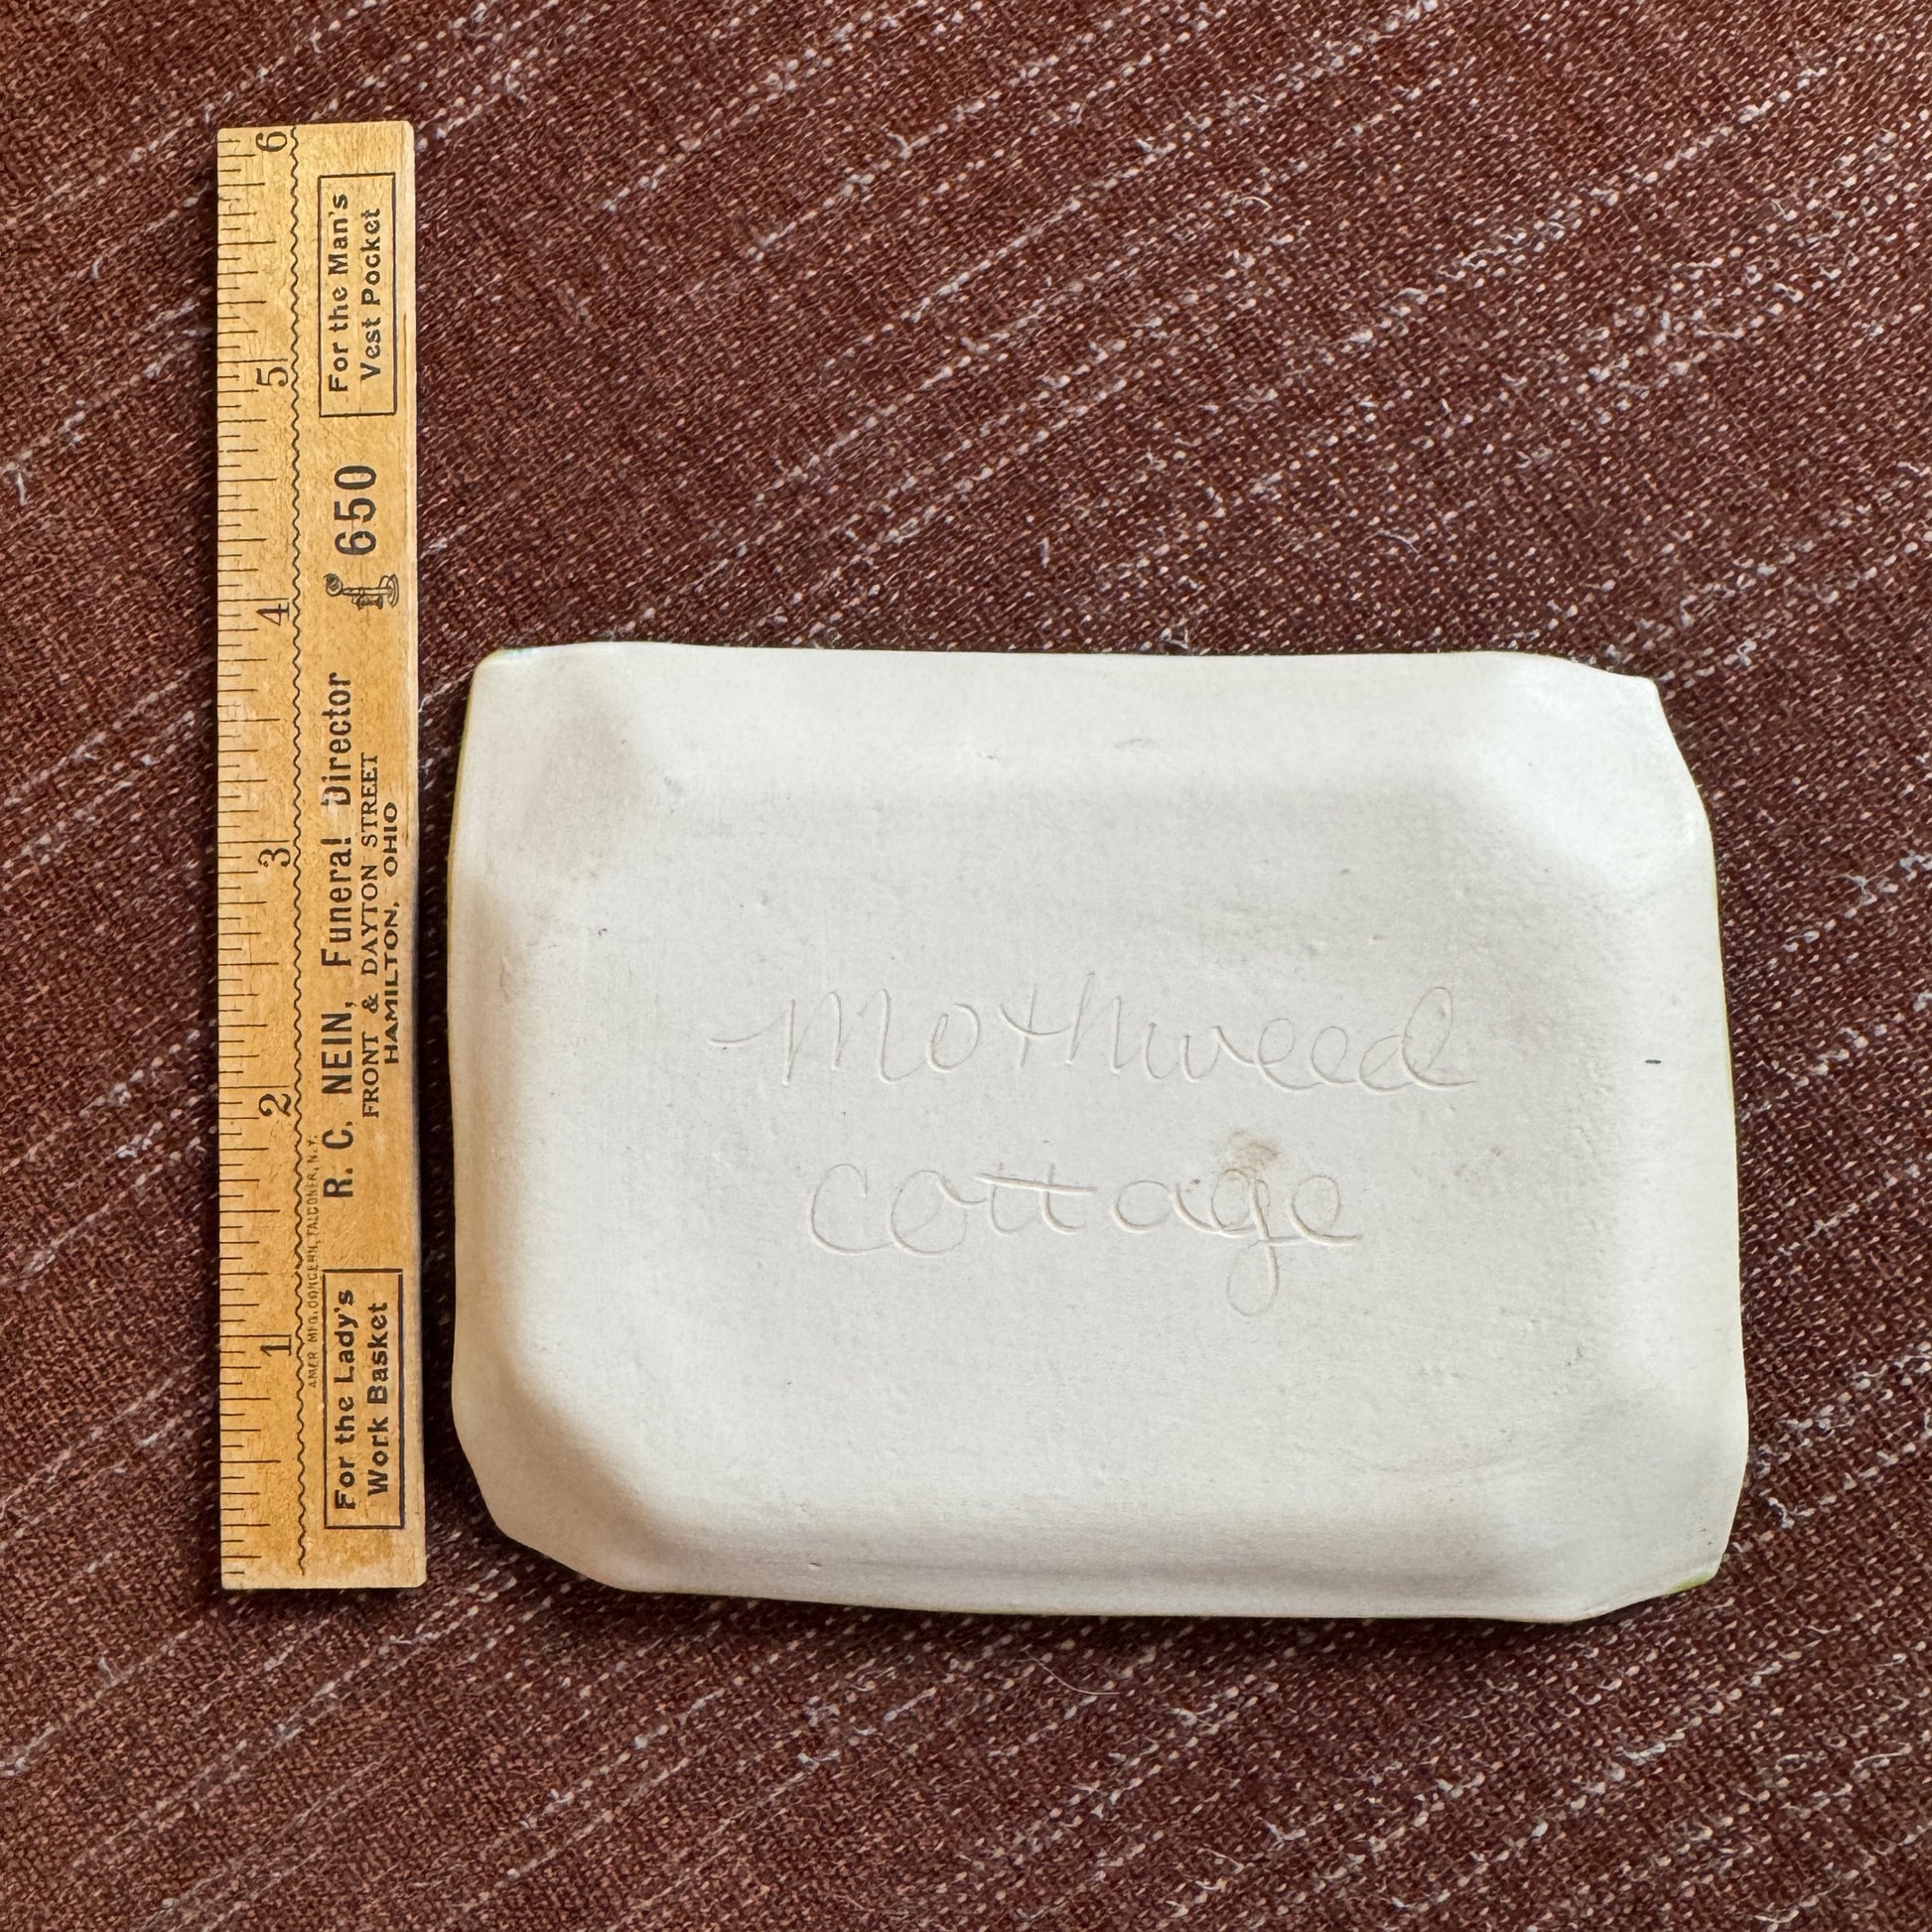 For the Lady's
Work Basket
AMER. MFG. CONCERN, FALCONER, N.Y.
R. C. NEIN, Funeral Director
650
FRONT & DAYTON STREET
HAMILTON, OHIO
For the Man's
Vest Pocket
1 2 3 4 5 6
Mothweed
Cottage